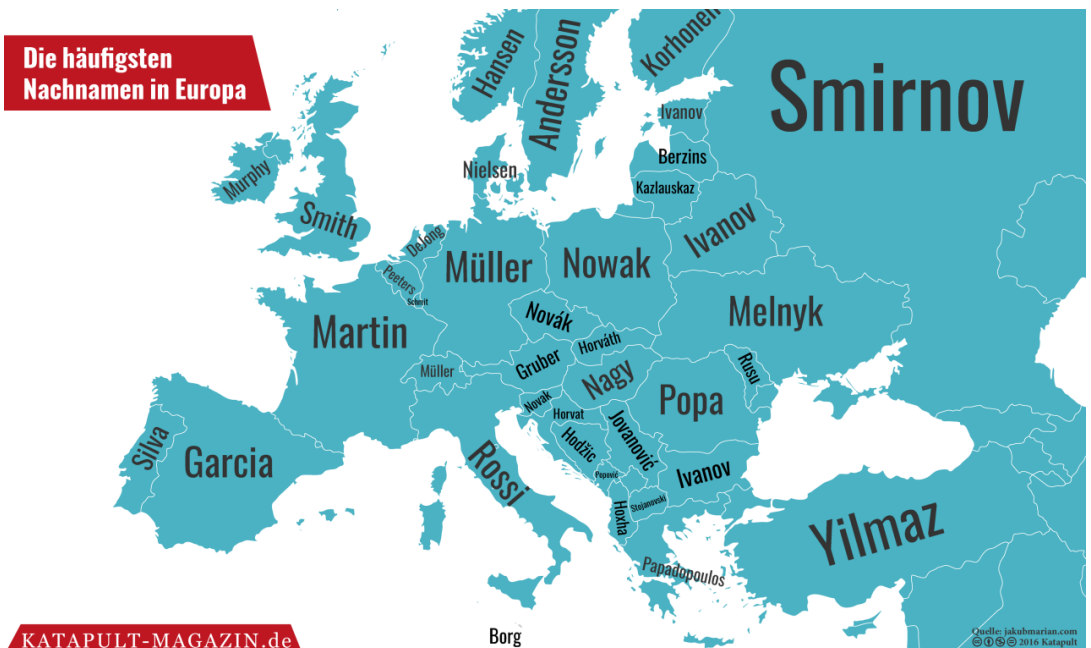 Die häufigsten
Nachnamen in Europa
Hansen
Andersson
Korhonen
Smirnov
Ivanov
Berzins
Kazlauskaz
Nielsen
Murphy
Smith
DeJong
Peeters
Schmit
Müller
Nowak
Ivanov
Melnyk
Martin
Novák
Horváth
Gruber
Müller
Nagy
Rusu
Popa
Novak
Horvat
Hodžic
Jovanović
Popović
Ivanov
Silva
Garcia
Rossi
Hoxha
Stojanovski
Papadopoulos
Yilmaz
Borg
KATAPULT-MAGAZIN.de
Quelle: jakubmarian.com
2016 Katapult